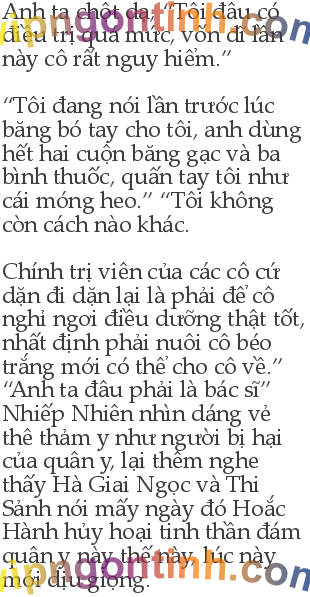 Anh ta chột dạ, “Tôi đâu có
điều trị quá mức, vốn dĩ lần
này cô rất nguy hiểm.”
“Tôi đang nói lần trước lúc
băng bó tay cho tôi, anh dùng
hết hai cuộn băng gạc và ba
bình thuốc, quấn tay tôi như
cái móng heo.” “Tôi không
còn cách nào khác.
Chính trị viên của các cô cứ
dặn đi dặn lại là phải để cô
nghỉ ngơi điều dưỡng thật tốt,
nhất định phải nuôi cô béo
trắng mới có thể cho cô về.”
“Anh ta đâu phải là bác sĩ”
Nhiếp Nhiên nhìn dáng vẻ
thê thảm y như người bị hại
của quân y, lại thêm nghe
thấy Hà Giai Ngọc và Thi
Sảnh nói mấy ngày đó Hoắc
Hành hủy hoại tinh thần đám
quân y này thế này, lúc này
mới dịu giọng.